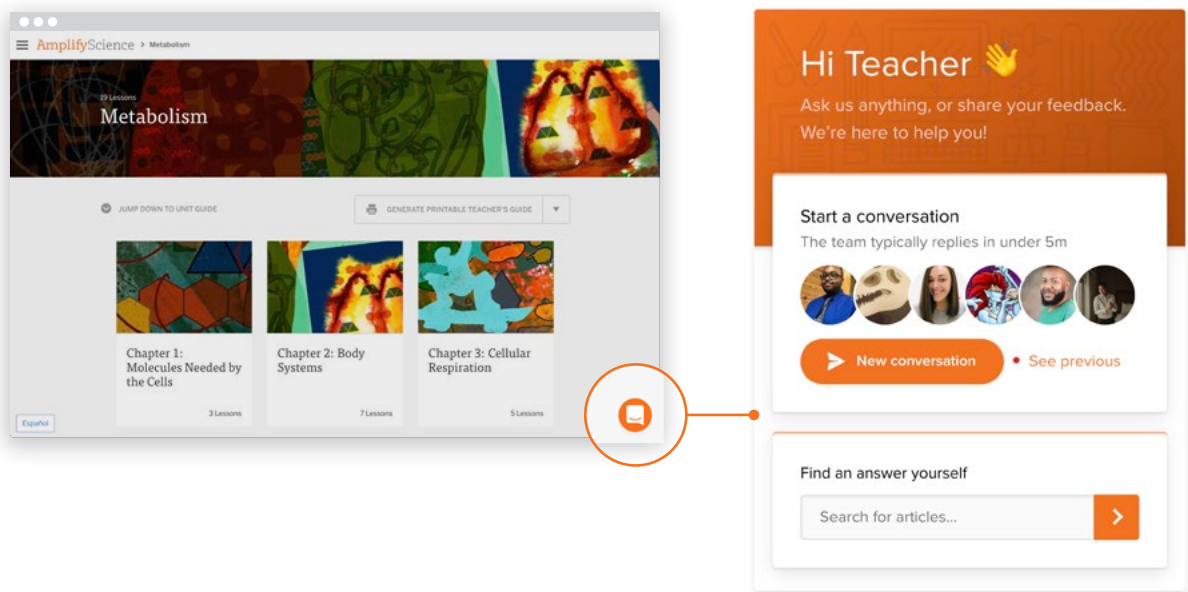 AmplifyScience > Metabolism
19 Lessons
Metabolism
JUMP DOWN TO UNIT GUIDE
GENERATE PRINTABLE TEACHER'S GUIDE
Chapter 1:
Molecules Needed by
the Cells
3 Lessons
Chapter 2: Body
Systems
7 Lessons
Chapter 3: Cellular
Respiration
5 Lessons
Español
Hi Teacher 👋
Ask us anything, or share your feedback.
We're here to help you!
Start a conversation
The team typically replies in under 5m
New conversation
• See previous
Find an answer yourself
Search for articles...